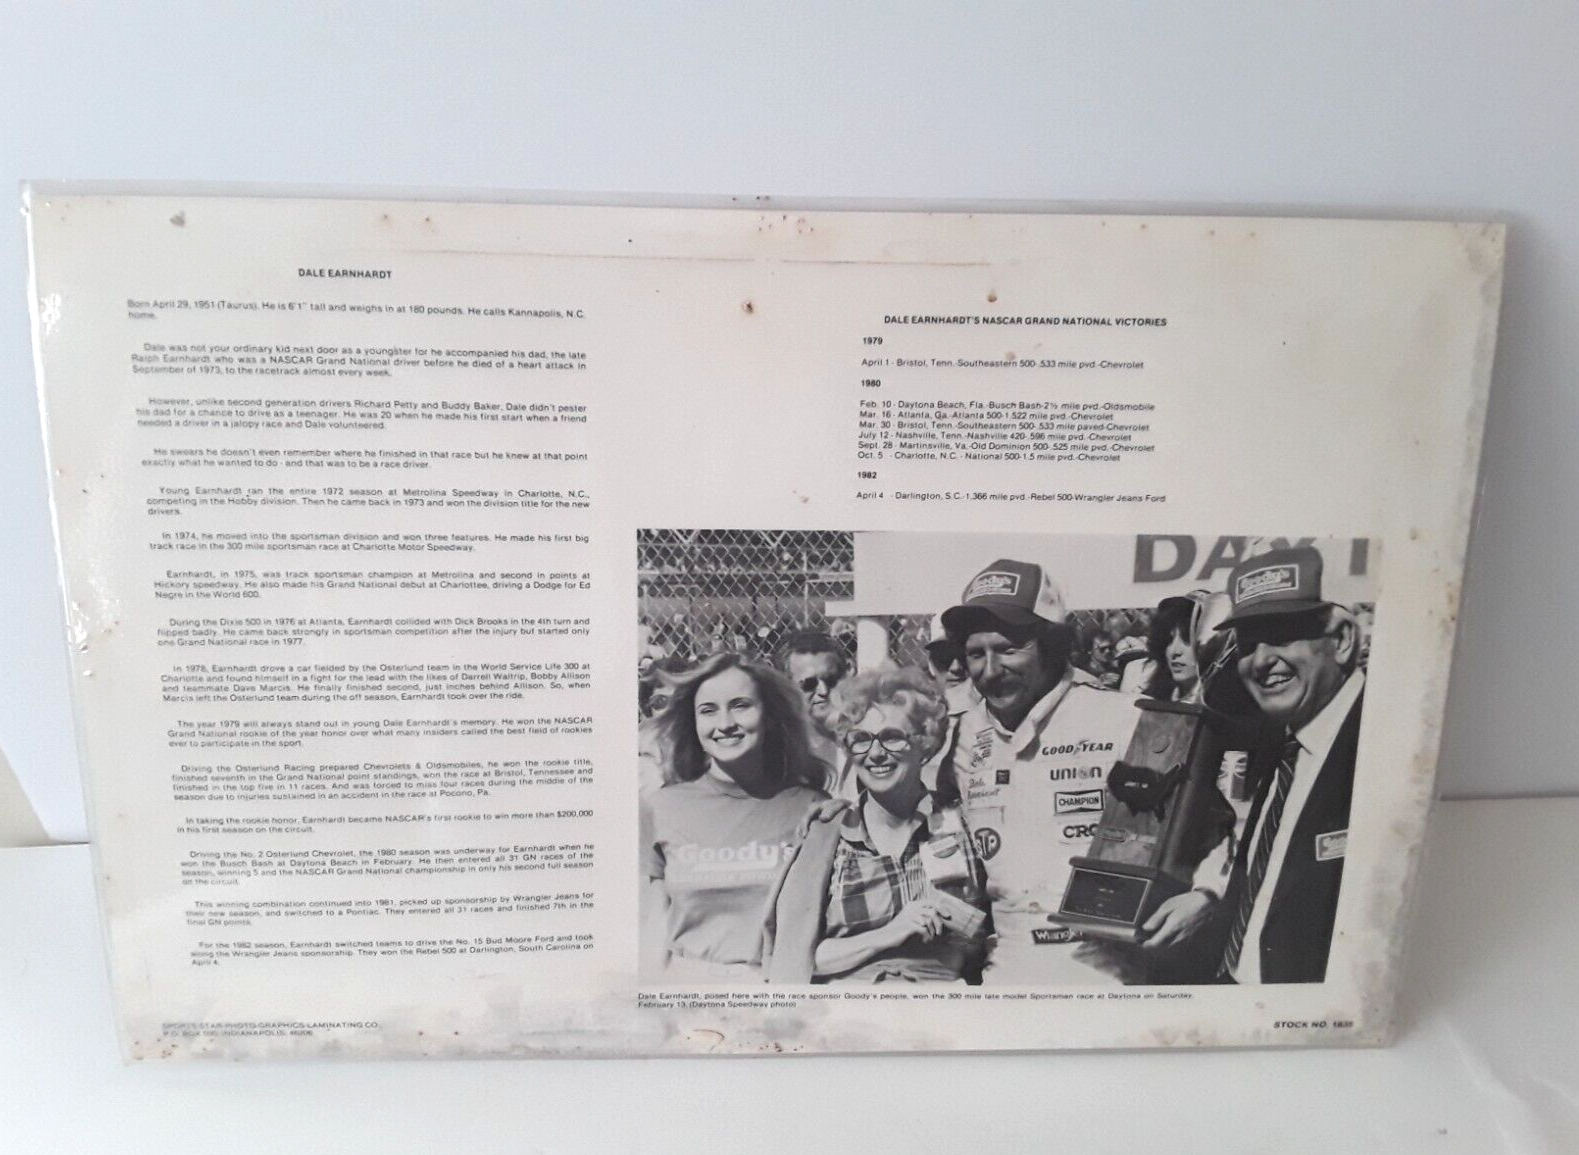 DALE EARNHARDT
Born April 29, 1951 (Taurus). He is 6'1" tall and weighs in at 180 pounds. He calls Kannapolis, N.C.
home.
Dale was not your ordinary kid next door as a youngster for he accompanied his dad, the late
Ralph Earnhardt who was a NASCAR Grand National driver before he died of a heart attack in
September of 1973, to the racetrack almost every week.
However, unlike second generation drivers Richard Petty and Buddy Baker, Dale didn't pester
his dad for a chance to drive as a teenager. He was 20 when he made his first start when a friend
needed a driver in a jalopy race and Dale volunteered.
He swears he doesn't even remember where he finished in that race but he knew at that point
exactly what he wanted to do - and that was to be a race driver.
Young Earnhardt ran the entire 1972 season at Metrolina Speedway in Charlotte, N.C.,
competing in the Hobby division. Then he came back in 1973 and won the division title for the new
drivers.
In 1974, he moved into the sportsman division and won three features. He made his first big
track race in the 300 mile sportsman race at Charlotte Motor Speedway.
Earnhardt, in 1975, was track sportsman champion at Metrolina and second in points at
Hickory speedway. He also made his Grand National debut at Charlottee, driving a Dodge for Ed
Negre in the World 600.
During the Dixie 500 in 1976 at Atlanta, Earnhardt collided with Dick Brooks in the 4th turn and
flipped badly. He came back strongly in sportsman competition after the injury but started only
one Grand National race in 1977.
In 1978, Earnhardt drove a car fielded by the Osterlund team in the World Service Life 300 at
Charlotte and found himself in a fight for the lead with the likes of Darrell Waltrip, Bobby Allison
and teammate Dave Marcis. He finally finished second, just inches behind Allison. So, when
Marcis left the Osterlund team during the off season, Earnhardt took over the ride.
The year 1979 will always stand out in young Dale Earnhardt's memory. He won the NASCAR
Grand National rookie of the year honor over what many insiders called the best field of rookies
ever to participate in the sport.
Driving the Osterlund Racing prepared Chevrolets & Oldsmobiles, he won the rookie title,
finished seventh in the Grand National point standings, won the race at Bristol, Tennessee and
finished in the top five in 11 races. And was forced to miss four races during the middle of the
season due to injuries sustained in an accident in the race at Pocono, Pa.
In taking the rookie honor, Earnhardt became NASCAR's first rookie to win more than $200,000
in his first season on the circuit.
Driving the No. 2 Osterlund Chevrolet, the 1980 season was underway for Earnhardt when he
won the Busch Bash at Daytona Beach in February. He then entered all 31 GN races of the
season, winning 5 and the NASCAR Grand National championship in only his second full season
on the circuit.
This winning combination continued into 1981, picked up sponsorship by Wrangler Jeans for
their new season, and switched to a Pontiac. They entered all 31 races and finished 7th in the
final GN points.
For the 1982 season, Earnhardt switched teams to drive the No. 15 Bud Moore Ford and took
along the Wrangler Jeans sponsorship. They won the Rebel 500 at Darlington, South Carolina on
April 4.
SPORTS STAR PHOTO GRAPHICS LAMINATING CO.
P.O. BOX INDIANAPOLIS, 46206
DALE EARNHARDT'S NASCAR GRAND NATIONAL VICTORIES
1979
April 1 - Bristol, Tenn.-Southeastern 500-.533 mile pvd-Chevrolet
1980
Feb. 10 - Daytona Beach, Fla.-Busch Bash-2½ mile pvd.-Oldsmobile
Mar. 16 - Atlanta, Ga.-Atlanta 500-1.522 mile pvd.-Chevrolet
Mar. 30 - Bristol, Tenn.-Southeastern 500-.533 mile paved-Chevrolet
July 12 - Nashville, Tenn.-Nashville 420-.596 mile pvd.-Chevrolet
Sept. 28 - Martinsville, Va.-Old Dominion 500-.525 mile pvd.-Chevrolet
Oct. 5 - Charlotte, N.C. - National 500-1.5 mile pvd.-Chevrolet
1982
April 4 - Darlington, S.C.-1.366 mile pvd.-Rebel 500-Wrangler Jeans Ford
DAYT
Goody's
Goody's
GOODYEAR
UNION
Dale
CHAMPION
CRC
STP
Goody's
Wrangler
Dale Earnhardt, posed here with the race sponsor Goody's people, won the 300 mile late model Sportsman race at Daytona on Saturday,
February 13. (Daytona Speedway photo)
STOCK NO. 1835